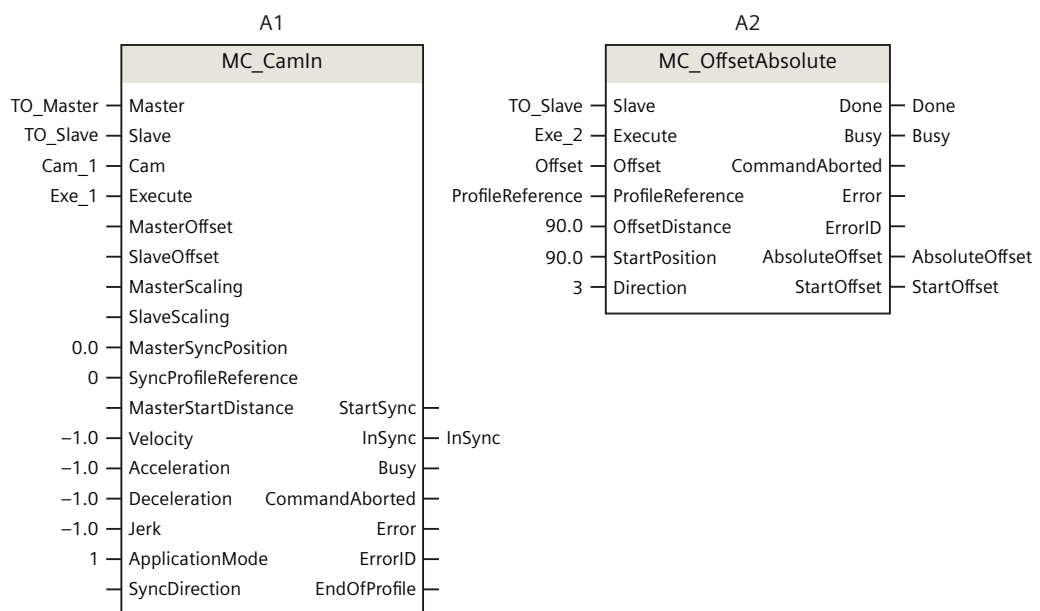 A1 A2
MC_CamIn MC_OffsetAbsolute
TO_Master Master TO_Slave Slave Done Done
TO_Slave Slave Exe_2 Execute Busy Busy
Cam_1 Cam Offset Offset CommandAborted
Exe_1 Execute ProfileReference ProfileReference Error
MasterOffset 90.0 OffsetDistance ErrorID
SlaveOffset 90.0 StartPosition AbsoluteOffset AbsoluteOffset
MasterScaling 3 Direction StartOffset StartOffset
SlaveScaling
0.0 MasterSyncPosition
0 SyncProfileReference
MasterStartDistance StartSync
−1.0 Velocity InSync InSync
−1.0 Acceleration Busy
−1.0 Deceleration CommandAborted
−1.0 Jerk Error
1 ApplicationMode ErrorID
SyncDirection EndOfProfile